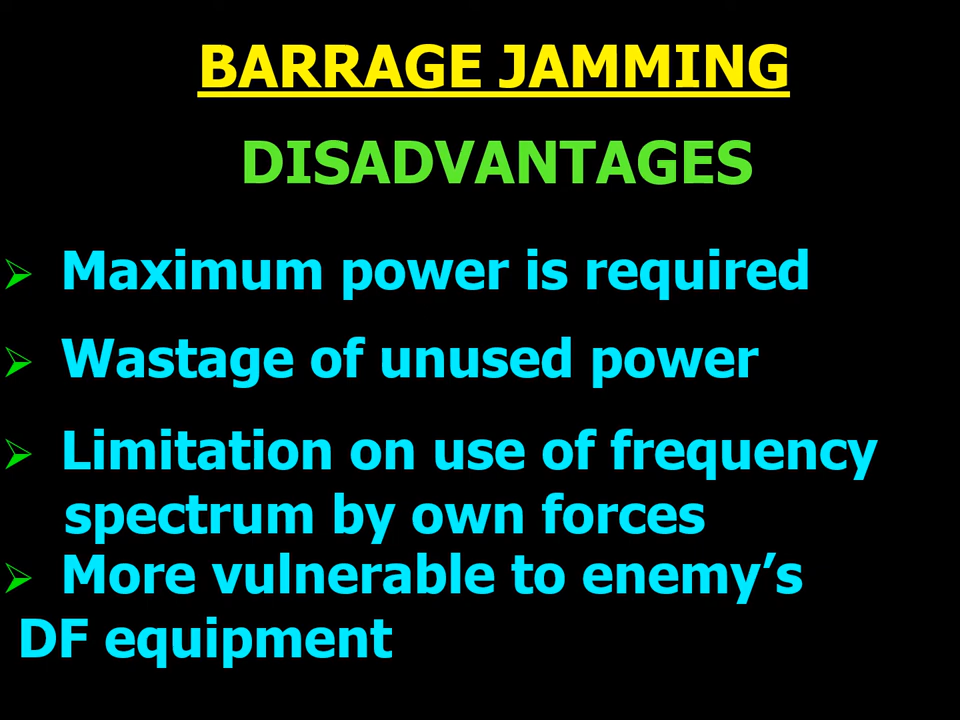 BARRAGE JAMMING
DISADVANTAGES
➢ Maximum power is required
➢ Wastage of unused power
➢ Limitation on use of frequency
spectrum by own forces
➢ More vulnerable to enemy’s
DF equipment